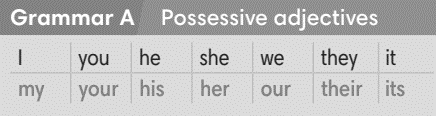 Grammar A Possessive adjectives
I you he she we they it
my your his her our their its